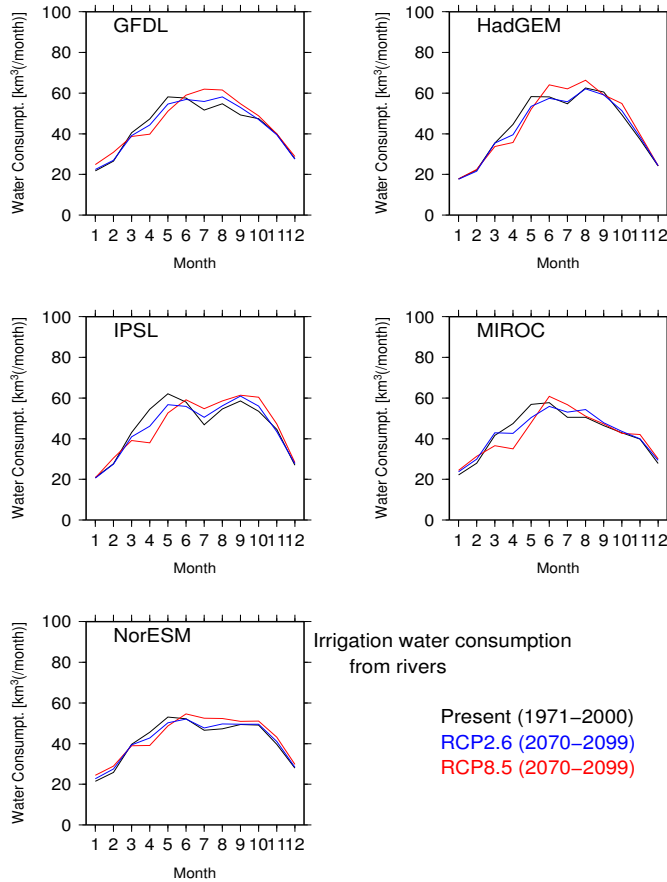 GFDL
Water Consumpt. [km³(/month)]
100
80
60
40
20
0
1 2 3 4 5 6 7 8 9 10 11 12
Month
HadGEM
Water Consumpt. [km³(/month)]
100
80
60
40
20
0
1 2 3 4 5 6 7 8 9 10 11 12
Month
IPSL
Water Consumpt. [km³(/month)]
100
80
60
40
20
0
1 2 3 4 5 6 7 8 9 10 11 12
Month
MIROC
Water Consumpt. [km³(/month)]
100
80
60
40
20
0
1 2 3 4 5 6 7 8 9 10 11 12
Month
NorESM
Water Consumpt. [km³(/month)]
100
80
60
40
20
0
1 2 3 4 5 6 7 8 9 10 11 12
Month
Irrigation water consumption
from rivers
Present (1971−2000)
RCP2.6 (2070−2099)
RCP8.5 (2070−2099)